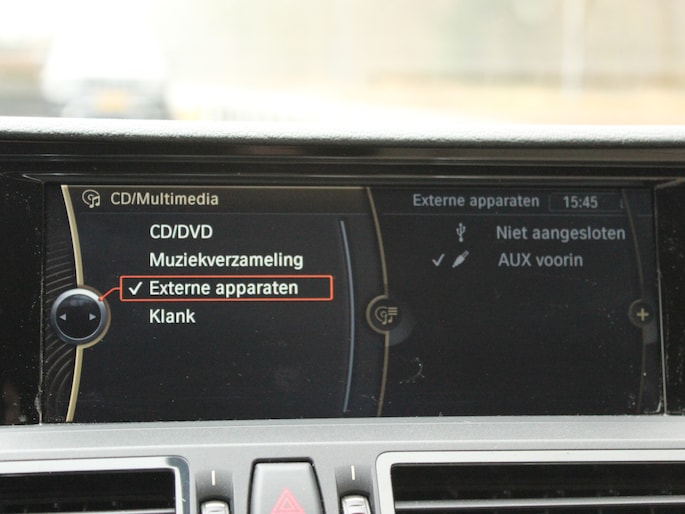 CD/Multimedia
CD/DVD
Muziekverzameling
Externe apparaten
Klank
Externe apparaten 15:45
Niet aangesloten
AUX voorin